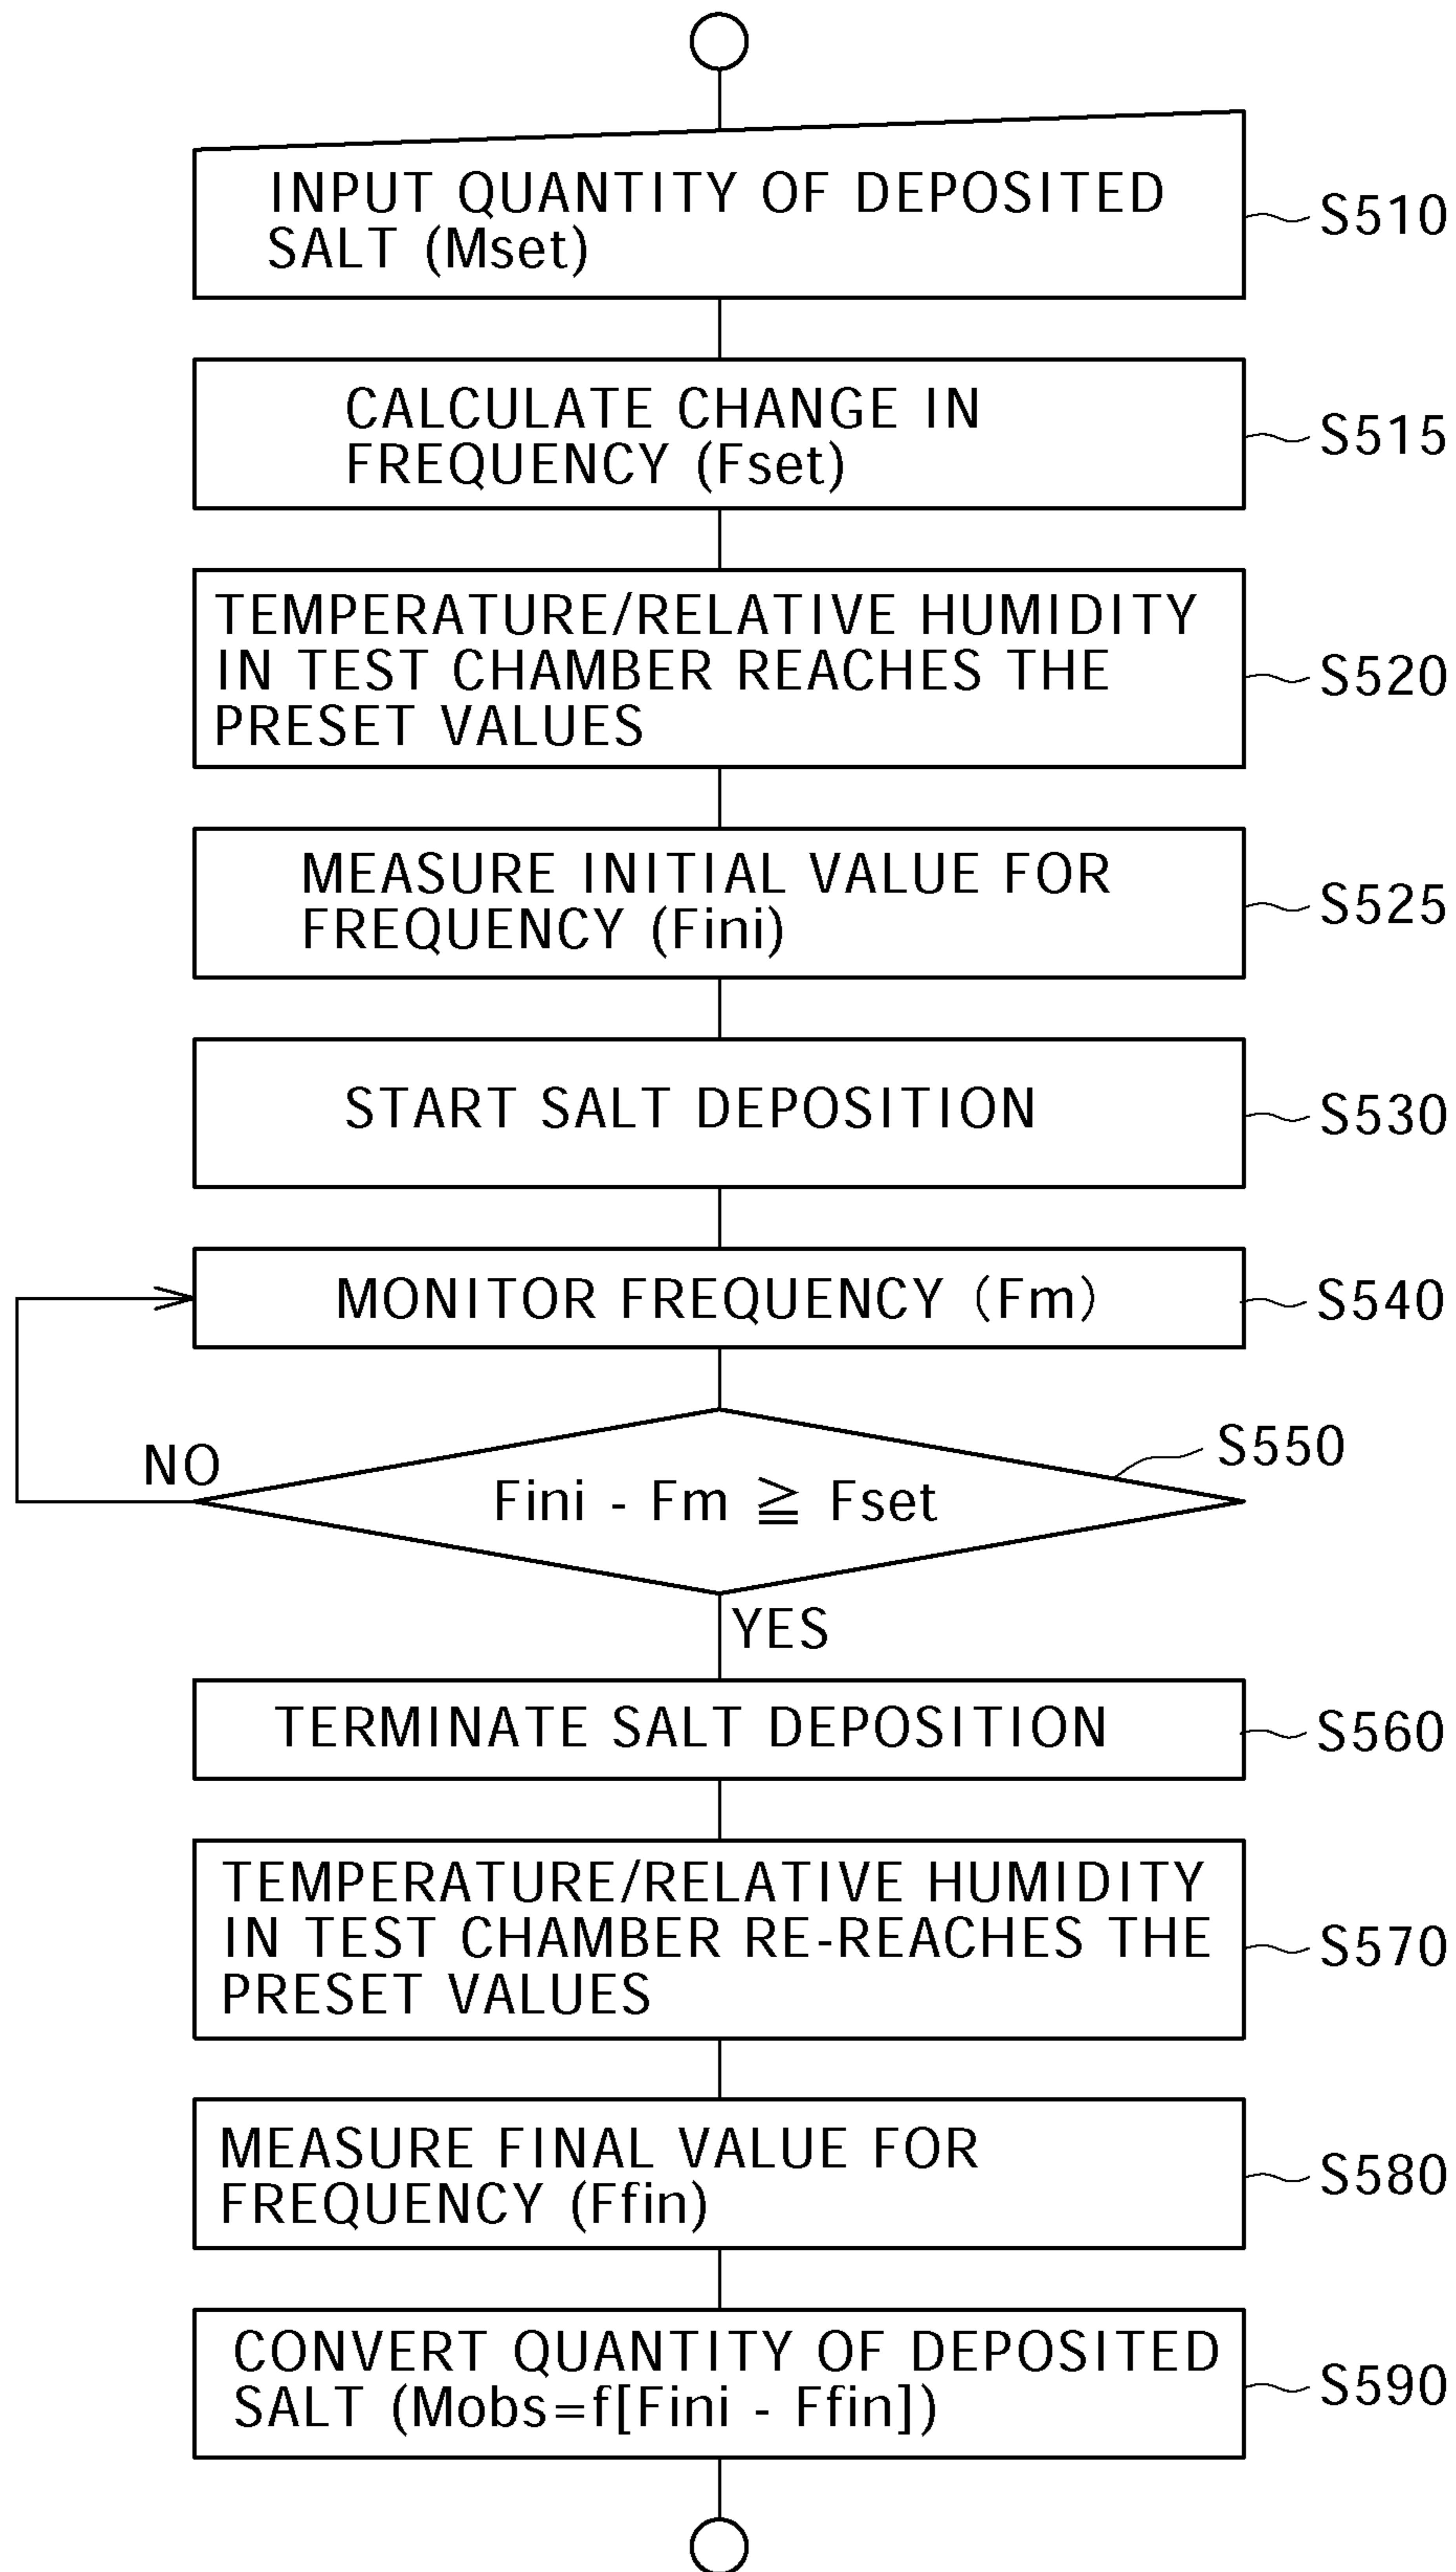 INPUT QUANTITY OF DEPOSITED
SALT (Mset)
S510
CALCULATE CHANGE IN
FREQUENCY (Fset)
S515
TEMPERATURE/RELATIVE HUMIDITY
IN TEST CHAMBER REACHES THE
PRESET VALUES
S520
MEASURE INITIAL VALUE FOR
FREQUENCY (Fini)
S525
START SALT DEPOSITION
S530
MONITOR FREQUENCY (Fm)
S540
S550
NO
Fini - Fm ≧ Fset
YES
TERMINATE SALT DEPOSITION
S560
TEMPERATURE/RELATIVE HUMIDITY
IN TEST CHAMBER RE-REACHES THE
PRESET VALUES
S570
MEASURE FINAL VALUE FOR
FREQUENCY (Ffin)
S580
CONVERT QUANTITY OF DEPOSITED
SALT (Mobs=f[Fini - Ffin])
S590